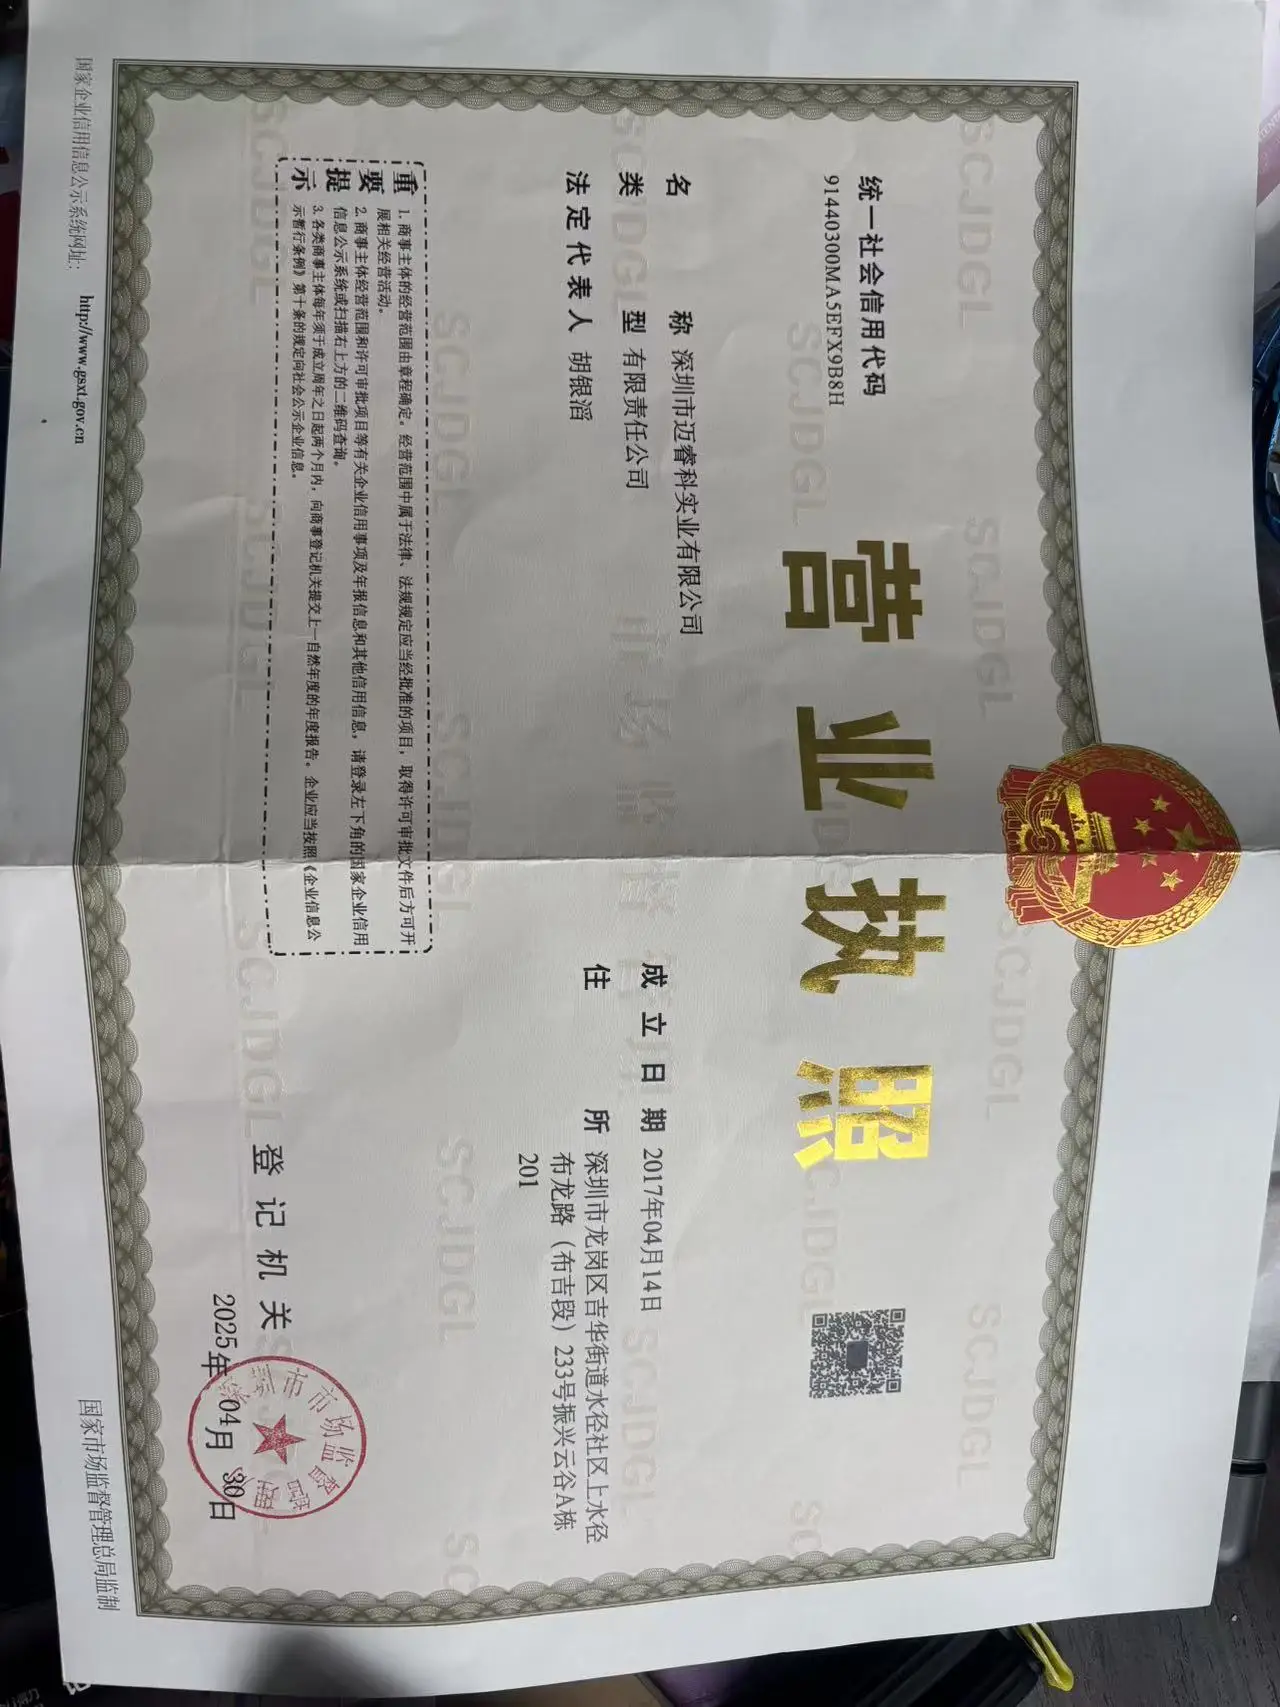 营业执照
统一社会信用代码
91440300MA5EFX9B8H
名称 深圳市迈睿科实业有限公司
类型 有限责任公司
法定代表人 胡银滔
成立日期 2017年04月14日
住所 深圳市龙岗区吉华街道水径社区上水径
布龙路（布吉段）233号振兴云谷A栋
201
重要提示
1. 商事主体的经营范围由章程确定。经营范围中属于法律、法规规定应当经批准的项目，取得许可审批文件后方可开
展相关经营活动。
2. 商事主体经营范围和许可审批项目等有关企业信用事项及年报信息和其他信用信息，请登录左下角的国家企业信用
信息公示系统或扫描右上方的二维码查询。
3. 各类商事主体每年须于成立周年之日起两个月内，向商事登记机关提交上一自然年度的年度报告。企业应当按照《企业信息公
示暂行条例》第十条的规定向社会公示企业信息。
登记机关
2025年04月30日
深圳市市场监督管理局
国家企业信用信息公示系统网址： http://www.gsxt.gov.cn
国家市场监督管理总局监制
SCJDGL
市场监督管理